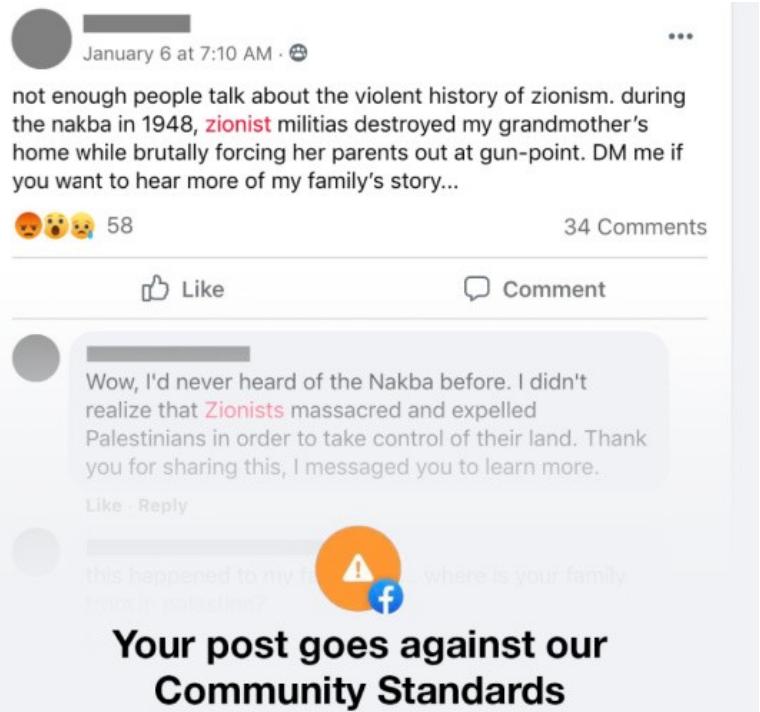 January 6 at 7:10 AM ·
not enough people talk about the violent history of zionism. during
the nakba in 1948, zionist militias destroyed my grandmother's
home while brutally forcing her parents out at gun-point. DM me if
you want to hear more of my family's story...
58
34 Comments
Like
Comment
Wow, I'd never heard of the Nakba before. I didn't
realize that Zionists massacred and expelled
Palestinians in order to take control of their land. Thank
you for sharing this, I messaged you to learn more.
Like · Reply
this happened to my where is your family
from in palestine?
Your post goes against our
Community Standards